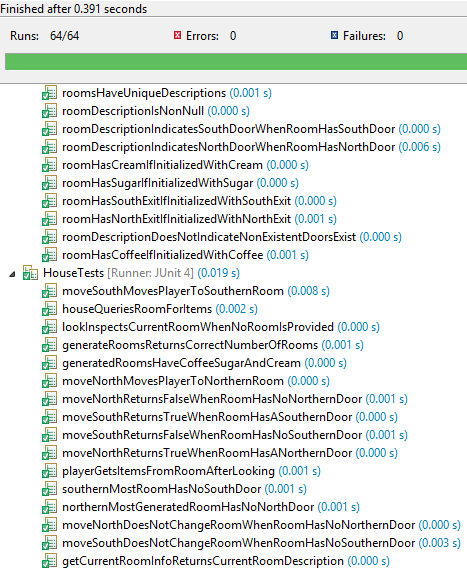 Finished after 0.391 seconds
Runs: 64/64 Errors: 0 Failures: 0
roomsHaveUniqueDescriptions (0.001 s)
roomDescriptionIsNonNull (0.000 s)
roomDescriptionIndicatesSouthDoorWhenRoomHasSouthDoor (0.000 s)
roomDescriptionIndicatesNorthDoorWhenRoomHasNorthDoor (0.006 s)
roomHasCreamIfInitializedWithCream (0.000 s)
roomHasSugarIfInitializedWithSugar (0.000 s)
roomHasSouthExitIfInitializedWithSouthExit (0.000 s)
roomHasNorthExitIfInitializedWithNorthExit (0.001 s)
roomDescriptionDoesNotIndicateNonExistentDoorsExist (0.000 s)
roomHasCoffeeIfInitializedWithCoffee (0.001 s)
HouseTests [Runner: JUnit 4] (0.019 s)
moveSouthMovesPlayerToSouthernRoom (0.008 s)
houseQueriesRoomForItems (0.002 s)
lookInspectsCurrentRoomWhenNoRoomIsProvided (0.000 s)
generateRoomsReturnsCorrectNumberOfRooms (0.001 s)
generatedRoomsHaveCoffeeSugarAndCream (0.000 s)
moveNorthMovesPlayerToNorthernRoom (0.000 s)
moveNorthReturnsFalseWhenRoomHasNoNorthernDoor (0.001 s)
moveSouthReturnsTrueWhenRoomHasASouthernDoor (0.000 s)
moveSouthReturnsFalseWhenRoomHasNoSouthernDoor (0.000 s)
moveNorthReturnsTrueWhenRoomHasANorthernDoor (0.000 s)
playerGetsItemsFromRoomAfterLooking (0.001 s)
southernMostRoomHasNoSouthDoor (0.001 s)
northernMostGeneratedRoomHasNoNorthDoor (0.001 s)
moveNorthDoesNotChangeRoomWhenRoomHasNoNorthernDoor (0.000 s)
moveSouthDoesNotChangeRoomWhenRoomHasNoSouthernDoor (0.003 s)
getCurrentRoomInfoReturnsCurrentRoomDescription (0.000 s)